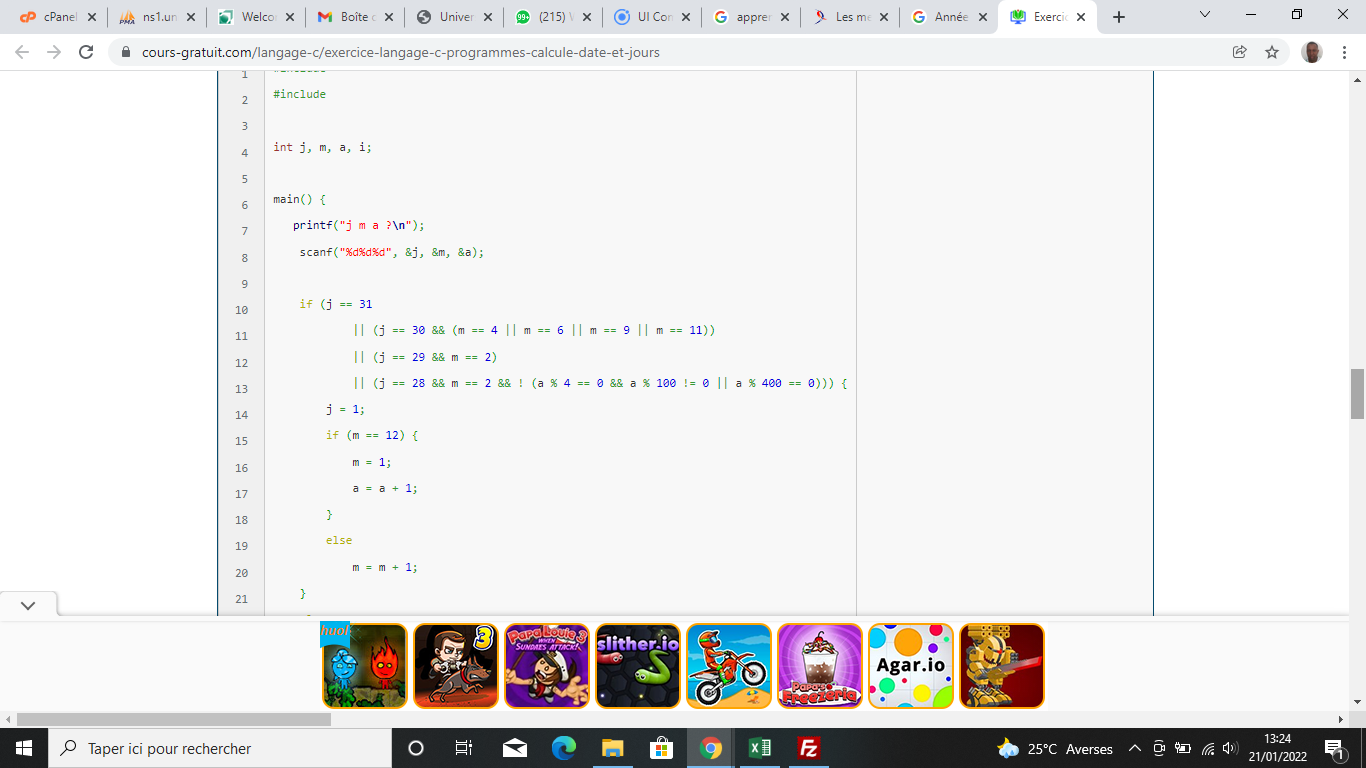 cPanel
ns1.un
Welcor
Boîte d
Univer
(215) W
UI Con
apprer
Les me
Année
Exercic
cours-gratuit.com/langage-c/exercice-langage-c-programmes-calcule-date-et-jours
1
2 #include
3
4 int j, m, a, i;
5
6 main() {
7 printf("j m a ?\n");
8 scanf("%d%d%d", &j, &m, &a);
9
10 if (j == 31
11 || (j == 30 && (m == 4 || m == 6 || m == 9 || m == 11))
12 || (j == 29 && m == 2)
13 || (j == 28 && m == 2 && ! (a % 4 == 0 && a % 100 != 0 || a % 400 == 0))) {
14 j = 1;
15 if (m == 12) {
16 m = 1;
17 a = a + 1;
18 }
19 else
20 m = m + 1;
21 }
huol
3
Papa Louie 3
WHEN SUNDAES ATTACK!
slither.io
Papa's Freezeria
Agar.io
Taper ici pour rechercher
25°C Averses
13:24
21/01/2022
1